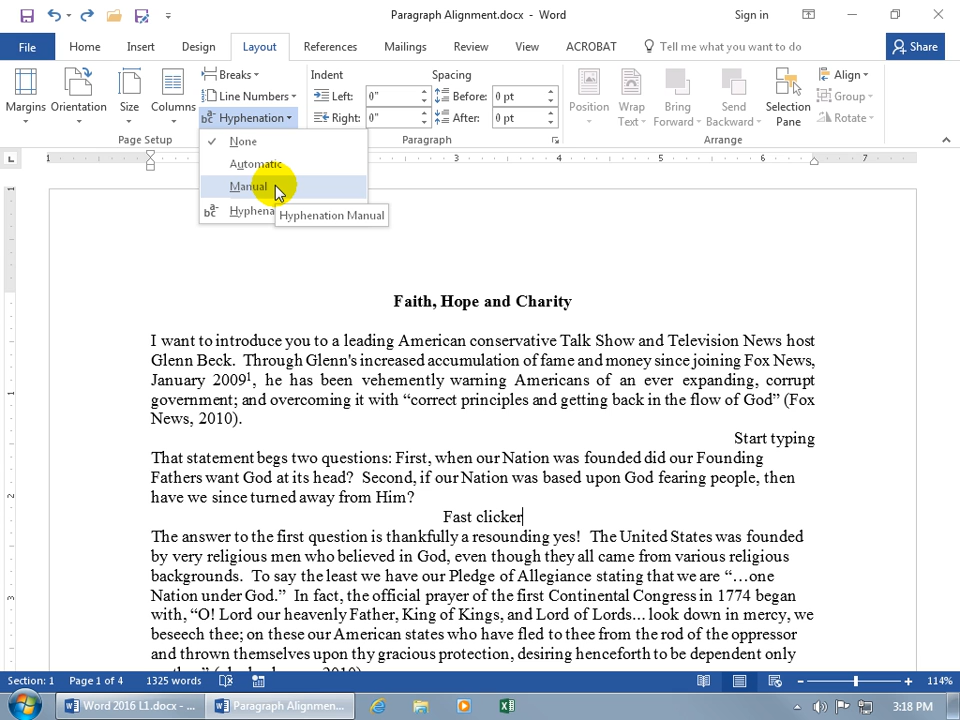 Paragraph Alignment.docx - Word
Sign in
File Home Insert Design Layout References Mailings Review View ACROBAT Tell me what you want to do Share
Margins
Orientation
Size
Columns
Breaks
Line Numbers
Hyphenation
Page Setup
Indent
Left: 0"
Right: 0"
Spacing
Before: 0 pt
After: 0 pt
Paragraph
Position
Wrap Text
Bring Forward
Send Backward
Selection Pane
Align
Group
Rotate
Arrange
None
Automatic
Manual
Hyphena
Hyphenation Manual
L
1 3 4 5 6 7
Faith, Hope and Charity
I want to introduce you to a leading American conservative Talk Show and Television News host
Glenn Beck.  Through Glenn's increased accumulation of fame and money since joining Fox News,
January 2009¹, he has been vehemently warning Americans of an ever expanding, corrupt
government; and overcoming it with “correct principles and getting back in the flow of God” (Fox
News, 2010).
Start typing
That statement begs two questions: First, when our Nation was founded did our Founding
Fathers want God at its head?  Second, if our Nation was based upon God fearing people, then
have we since turned away from Him?
Fast clicker
The answer to the first question is thankfully a resounding yes!  The United States was founded
by very religious men who believed in God, even though they all came from various religious
backgrounds.  To say the least we have our Pledge of Allegiance stating that we are “…one
Nation under God.”  In fact, the official prayer of the first Continental Congress in 1774 began
with, “O! Lord our heavenly Father, King of Kings, and Lord of Lords... look down in mercy, we
beseech thee; on these our American states who have fled to thee from the rod of the oppressor
and thrown themselves upon thy gracious protection, desiring henceforth to be dependent only
1
1
2
3
Section: 1 Page 1 of 4 1325 words 114%
Word 2016 L1.docx - ...
Paragraph Alignmen...
3:18 PM